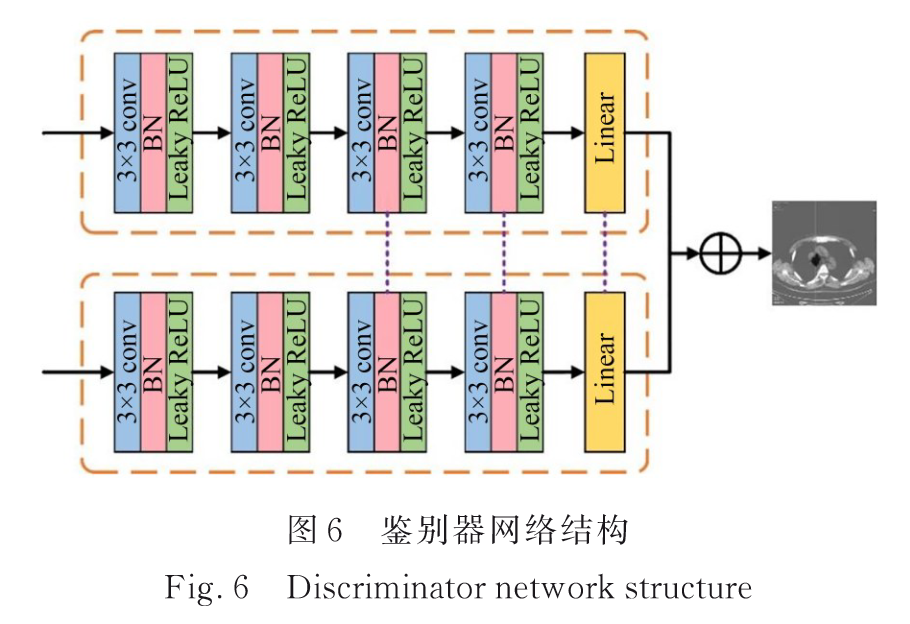 3×3 conv
BN
Leaky ReLU
3×3 conv
BN
Leaky ReLU
3×3 conv
BN
Leaky ReLU
3×3 conv
BN
Leaky ReLU
Linear
3×3 conv
BN
Leaky ReLU
3×3 conv
BN
Leaky ReLU
3×3 conv
BN
Leaky ReLU
3×3 conv
BN
Leaky ReLU
Linear
图 6 鉴别器网络结构
Fig. 6 Discriminator network structure